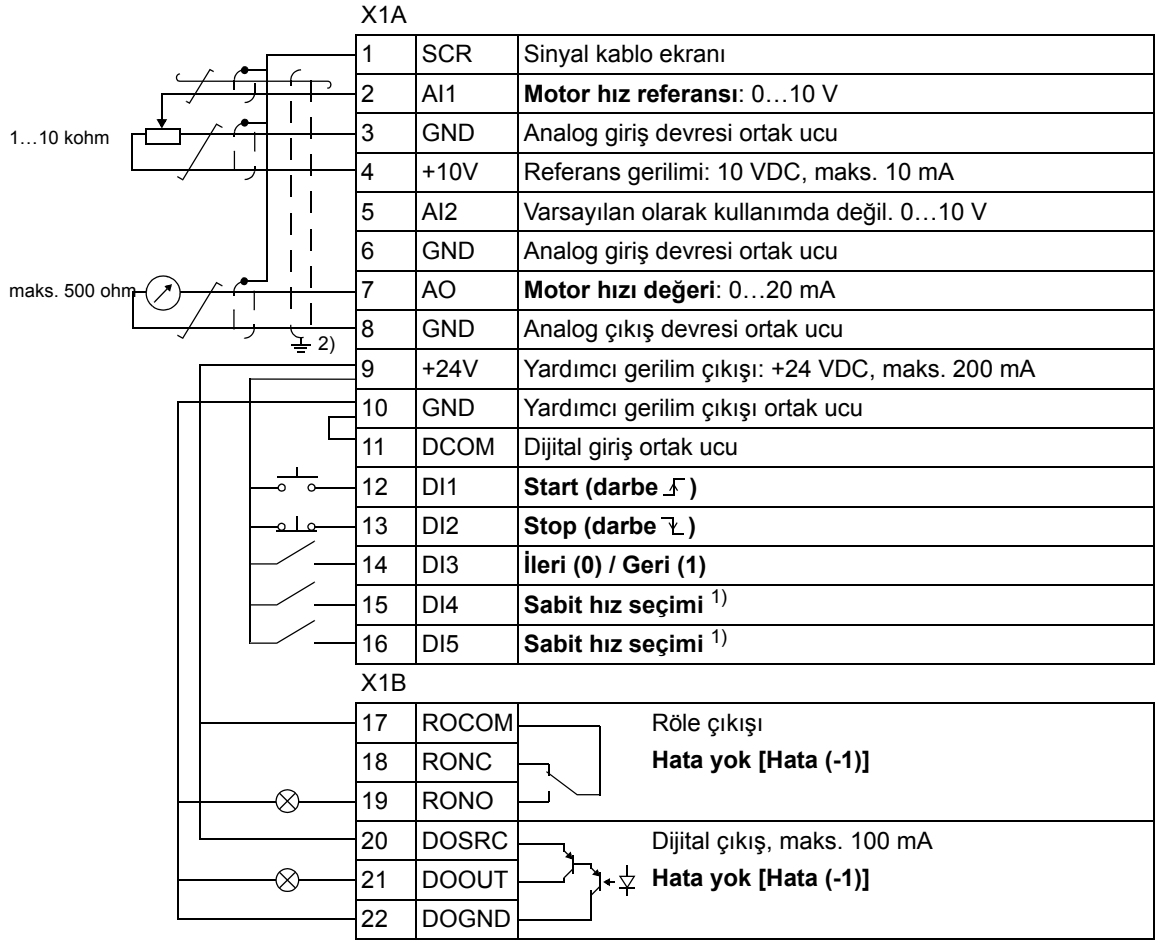 X1A
1 SCR Sinyal kablo ekranı
2 AI1 Motor hız referansı: 0…10 V
1…10 kohm
3 GND Analog giriş devresi ortak ucu
4 +10V Referans gerilimi: 10 VDC, maks. 10 mA
5 AI2 Varsayılan olarak kullanımda değil. 0…10 V
6 GND Analog giriş devresi ortak ucu
maks. 500 ohm
7 AO Motor hızı değeri: 0…20 mA
8 GND Analog çıkış devresi ortak ucu
2)
9 +24V Yardımcı gerilim çıkışı: +24 VDC, maks. 200 mA
10 GND Yardımcı gerilim çıkışı ortak ucu
11 DCOM Dijital giriş ortak ucu
12 DI1 Start (darbe )
13 DI2 Stop (darbe )
14 DI3 İleri (0) / Geri (1)
15 DI4 Sabit hız seçimi 1)
16 DI5 Sabit hız seçimi 1)
X1B
17 ROCOM Röle çıkışı
18 RONC Hata yok [Hata (-1)]
19 RONO
20 DOSRC Dijital çıkış, maks. 100 mA
21 DOOUT Hata yok [Hata (-1)]
22 DOGND